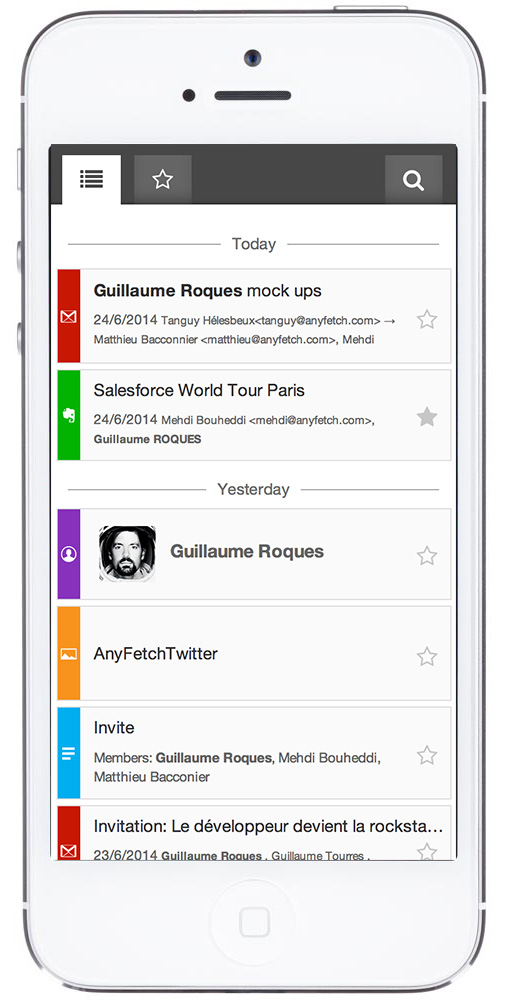 Today
Guillaume Roques mock ups
24/6/2014 Tanguy Hélesbeux<tanguy@anyfetch.com> →
Matthieu Bacconnier <matthieu@anyfetch.com>, Mehdi
Salesforce World Tour Paris
24/6/2014 Mehdi Bouheddi <mehdi@anyfetch.com>,
Guillaume ROQUES
Yesterday
Guillaume Roques
AnyFetchTwitter
Invite
Members: Guillaume Roques, Mehdi Bouheddi,
Matthieu Bacconier
Invitation: Le développeur devient la rocksta…
23/6/2014 Guillaume Roques , Guillaume Tourres ,